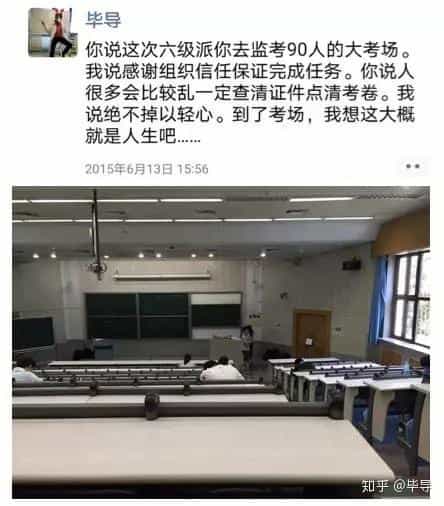 毕导
你说这次六级派你去监考90人的大考场。
我说感谢组织信任保证完成任务。你说人
很多会比较乱一定查清证件点清考卷。我
说绝不掉以轻心。到了考场，我想这大概
就是人生吧……
2015年6月13日 15:56
知乎 @毕导